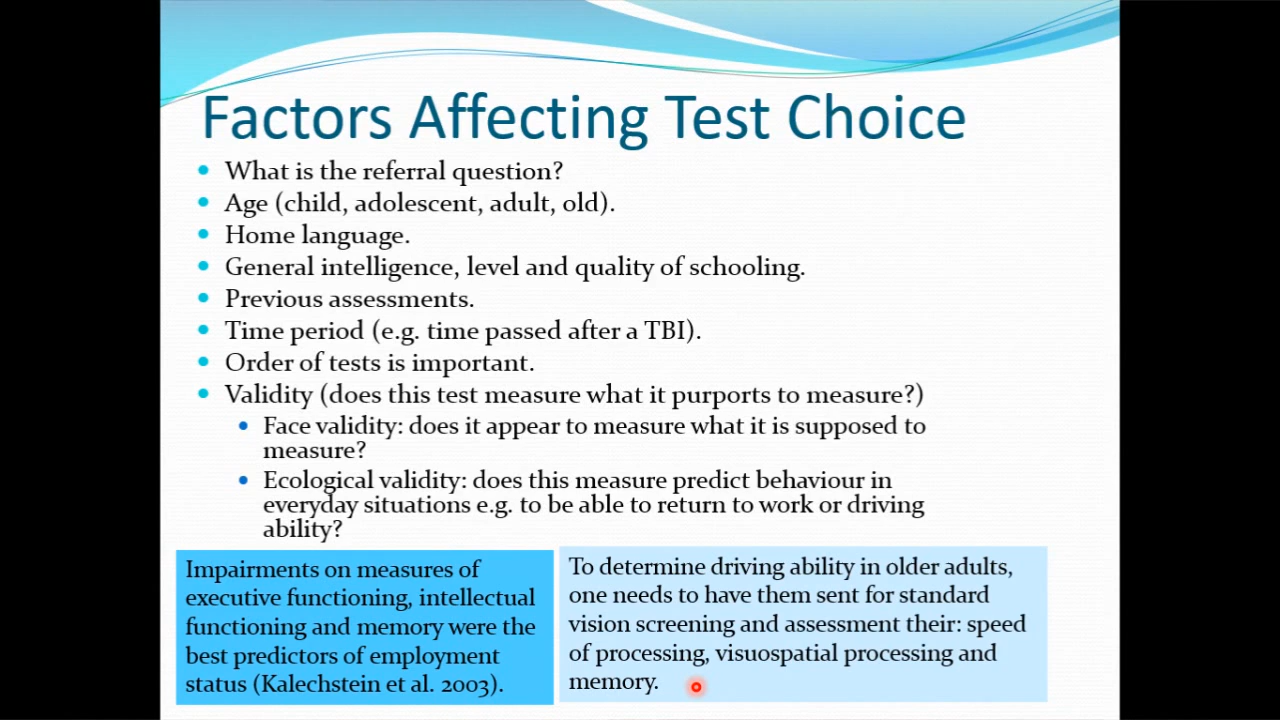 Factors Affecting Test Choice
What is the referral question?
Age (child, adolescent, adult, old).
Home language.
General intelligence, level and quality of schooling.
Previous assessments.
Time period (e.g. time passed after a TBI).
Order of tests is important.
Validity (does this test measure what it purports to measure?)
Face validity: does it appear to measure what it is supposed to
measure?
Ecological validity: does this measure predict behaviour in
everyday situations e.g. to be able to return to work or driving
ability?
Impairments on measures of
executive functioning, intellectual
functioning and memory were the
best predictors of employment
status (Kalechstein et al. 2003).
To determine driving ability in older adults,
one needs to have them sent for standard
vision screening and assessment their: speed
of processing, visuospatial processing and
memory.